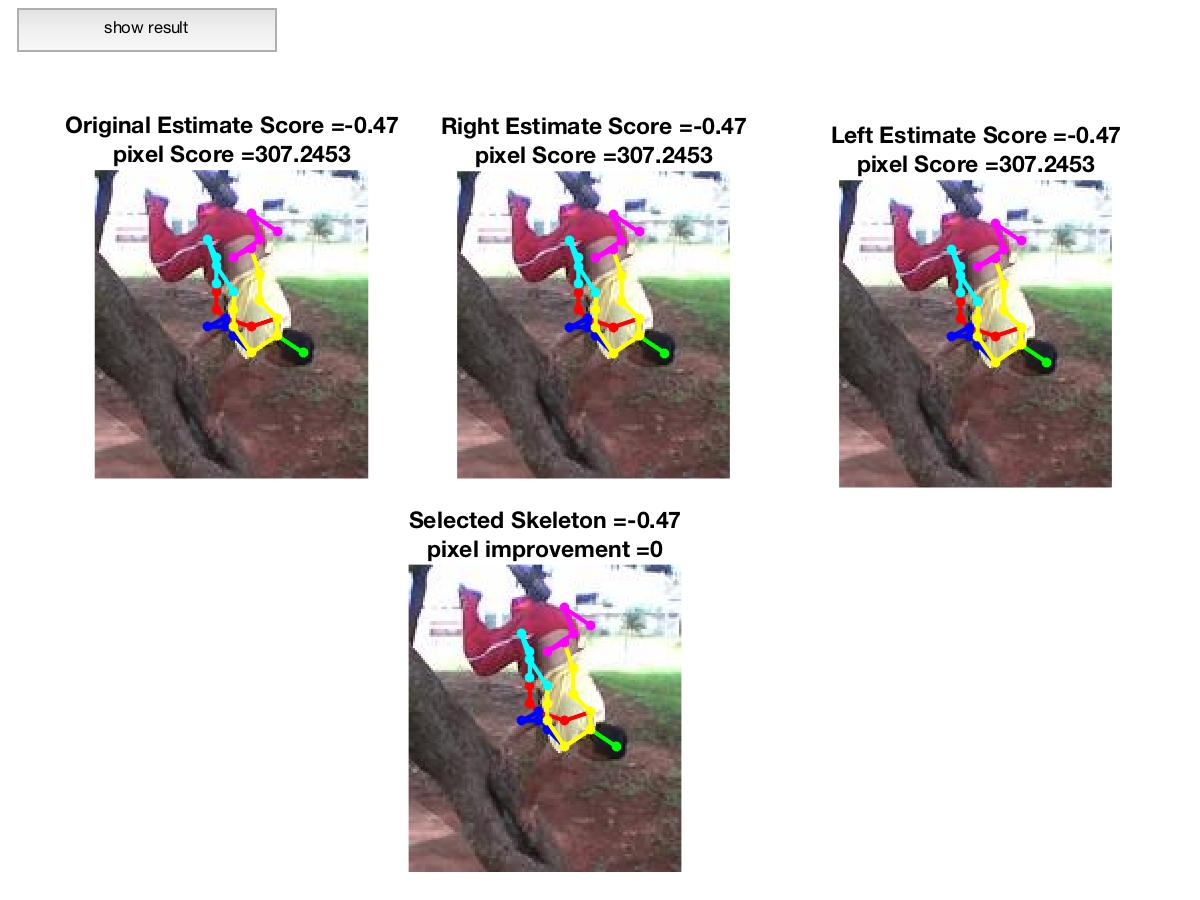 show result
Original Estimate Score =-0.47
pixel Score =307.2453
Right Estimate Score =-0.47
pixel Score =307.2453
Left Estimate Score =-0.47
pixel Score =307.2453
Selected Skeleton =-0.47
pixel improvement =0